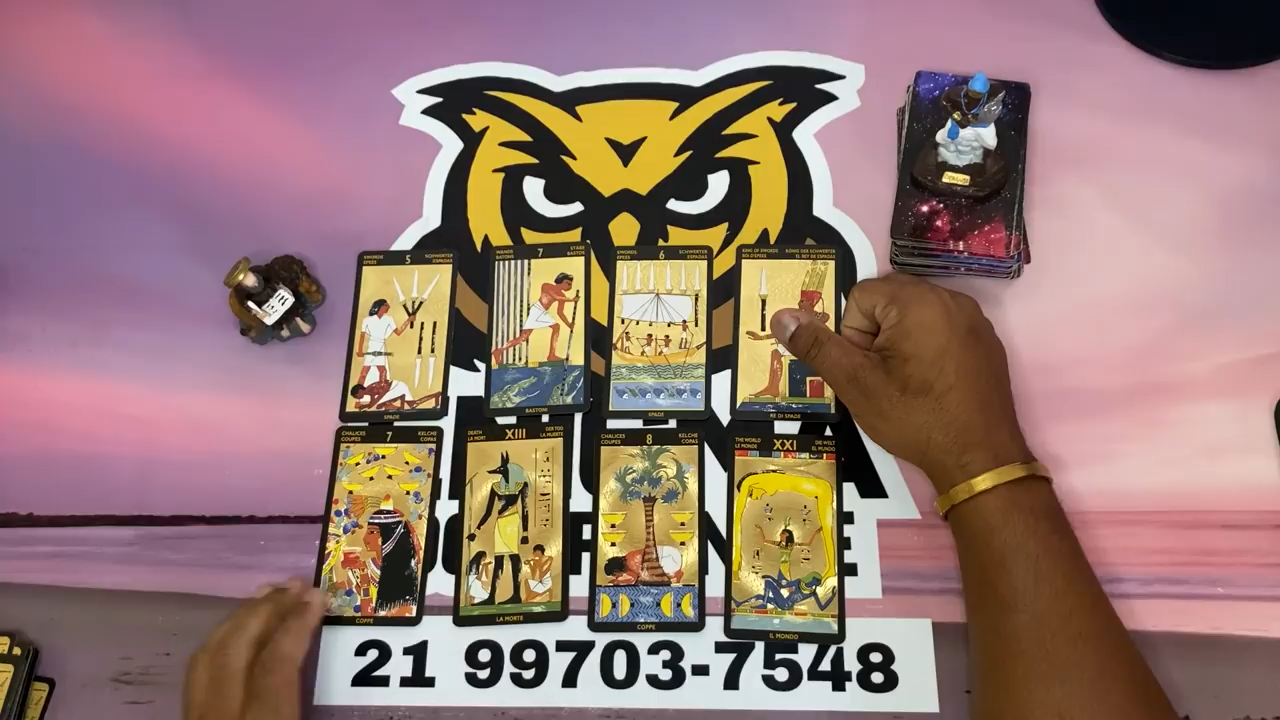 SWORDS 5 SCHWERTER
EPEES ESPADAS
SPADE
WANDS 7 STÄBE
BATONS BASTOS
BASTONI
SWORDS 6 SCHWERTER
EPEES ESPADAS
SPADE
KING OF SWORDS KÖNIG DER SCHWERTER
ROI D'EPEES EL REY DE ESPADAS
RE DI SPADE
CHALICES 7 KELCHE
COUPES COPAS
COPPE
DEATH XIII DER TOD
LA MORT LA MUERTE
LA MORTE
CHALICES 8 KELCHE
COUPES COPAS
COPPE
THE WORLD XXI DIE WELT
LE MONDE EL MUNDO
IL MONDO
21 99703-7548